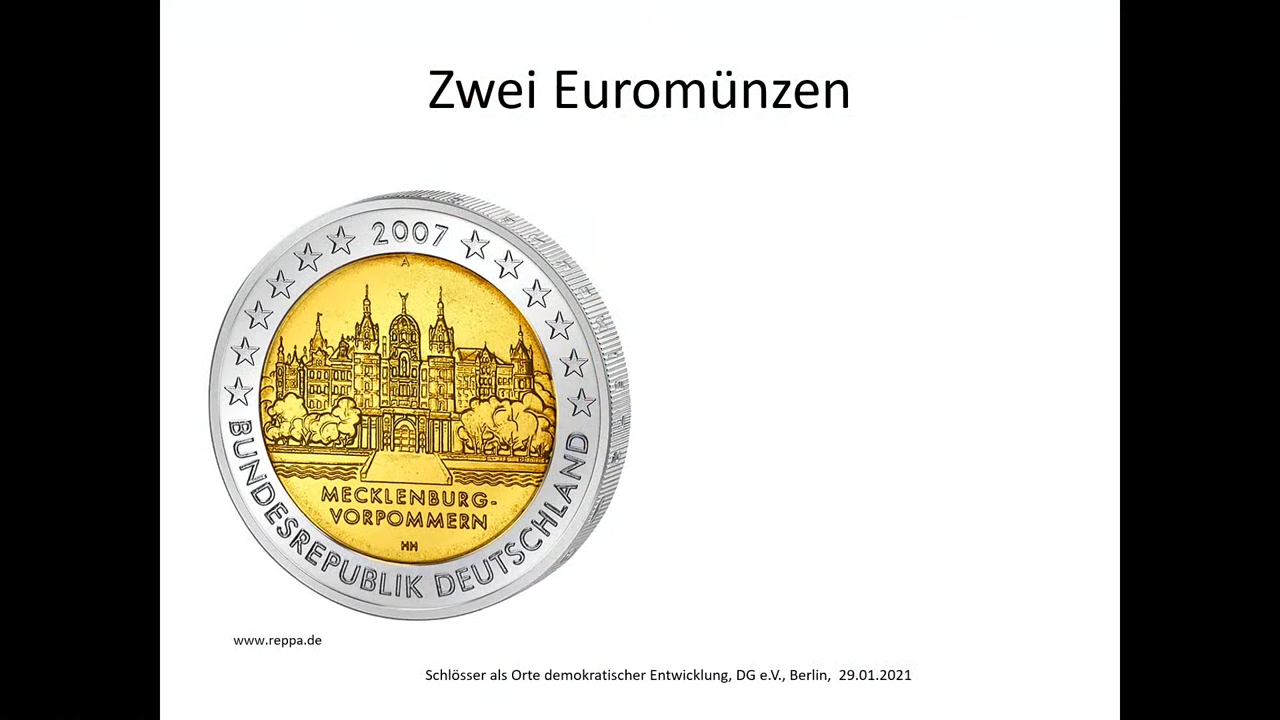 Zwei Euromünzen
2007
A
MECKLENBURG-
VORPOMMERN
HH
BUNDESREPUBLIK DEUTSCHLAND
www.reppa.de
Schlösser als Orte demokratischer Entwicklung, DG e.V., Berlin, 29.01.2021